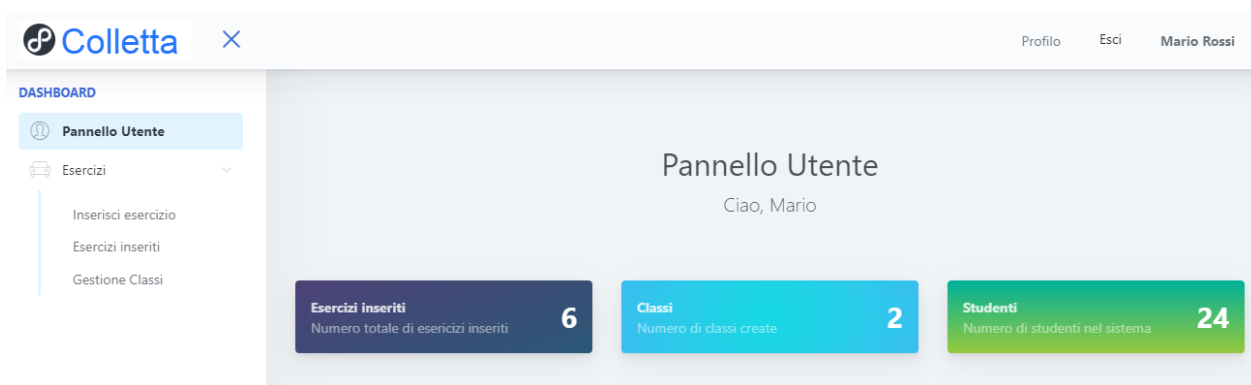 Colletta
Profilo Esci Mario Rossi
DASHBOARD
Pannello Utente
Esercizi
Inserisci esercizio
Esercizi inseriti
Gestione Classi
Pannello Utente
Ciao, Mario
Esercizi inseriti
Numero totale di esericizi inseriti
6
Classi
Numero di classi create
2
Studenti
Numero di studenti nel sistema
24